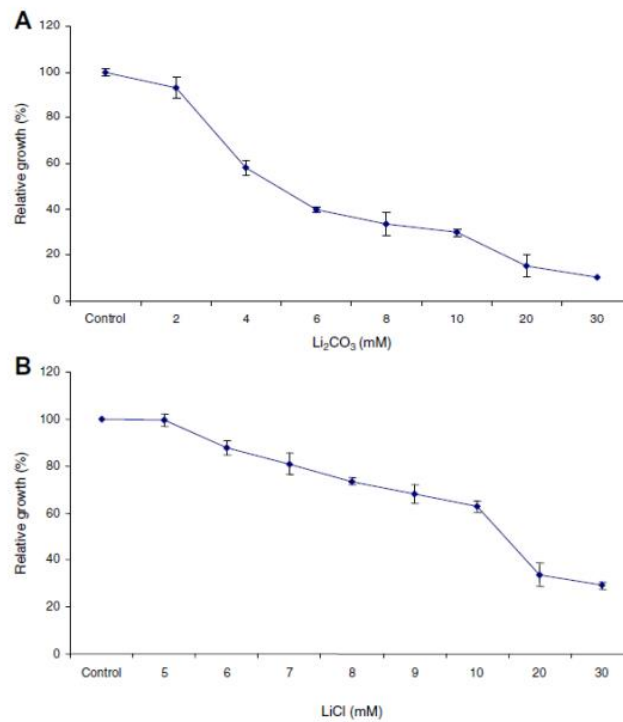 A
120
100
80
60
40
20
0
Relative growth (%)
Control 2 4 6 8 10 20 30
Li₂CO₃ (mM)
B
120
100
80
60
40
20
0
Relative growth (%)
Control 5 6 7 8 9 10 20 30
LiCl (mM)